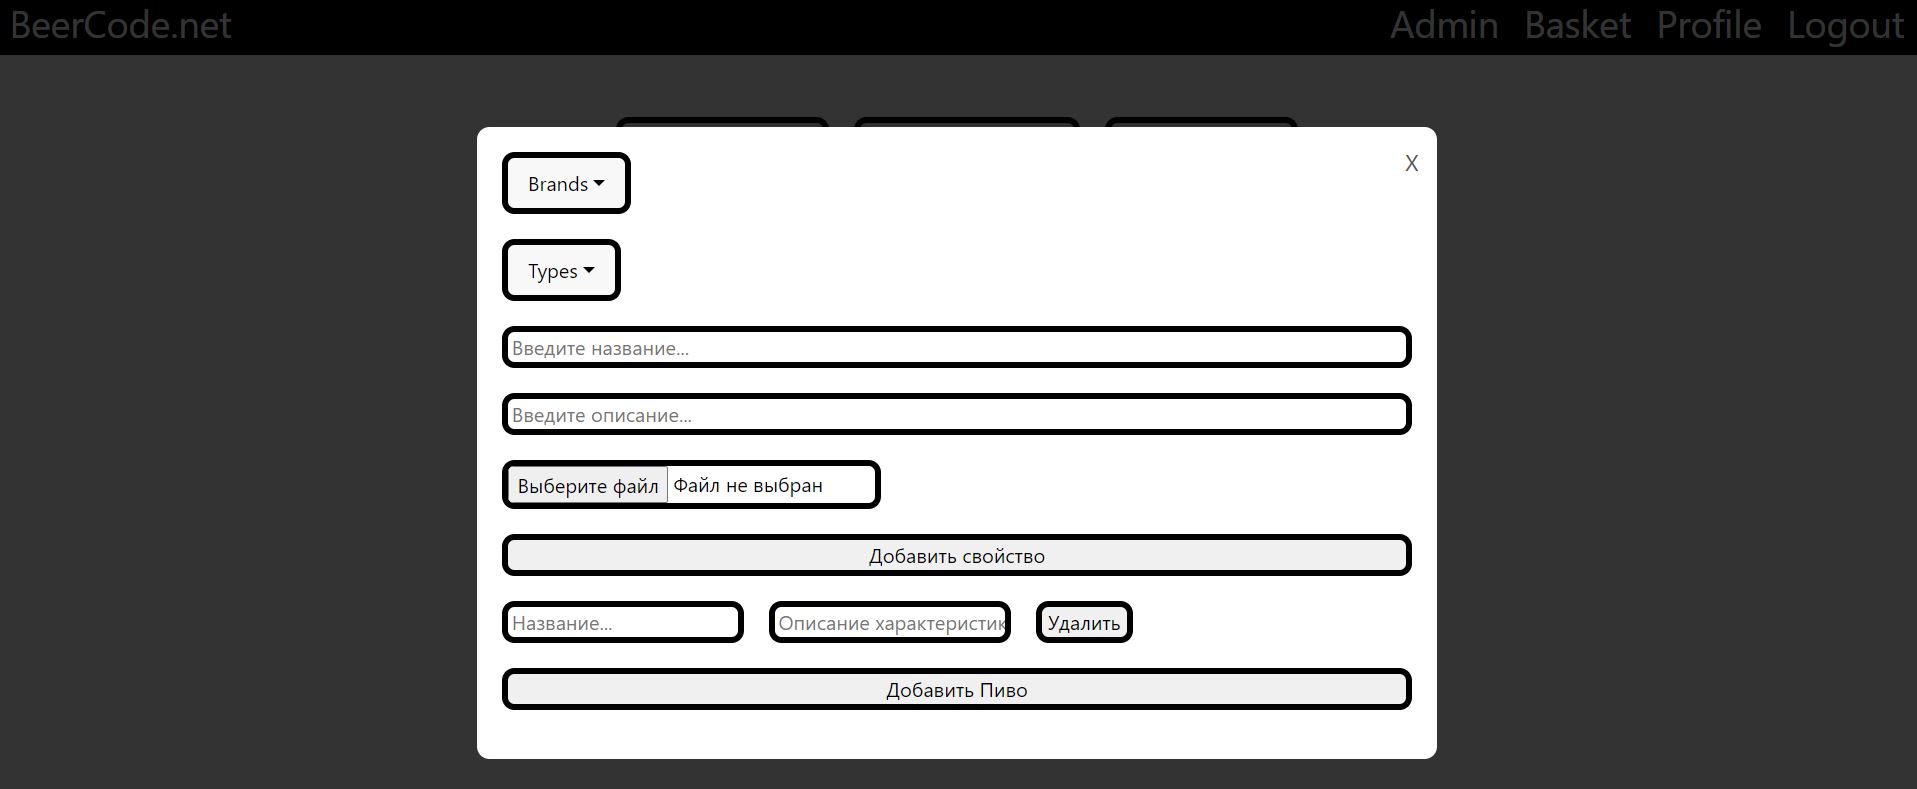 BeerCode.net
Admin Basket Profile Logout
X
Brands
Types
Введите название...
Введите описание...
Выберите файл Файл не выбран
Добавить свойство
Название... Описание характеристик Удалить
Добавить Пиво